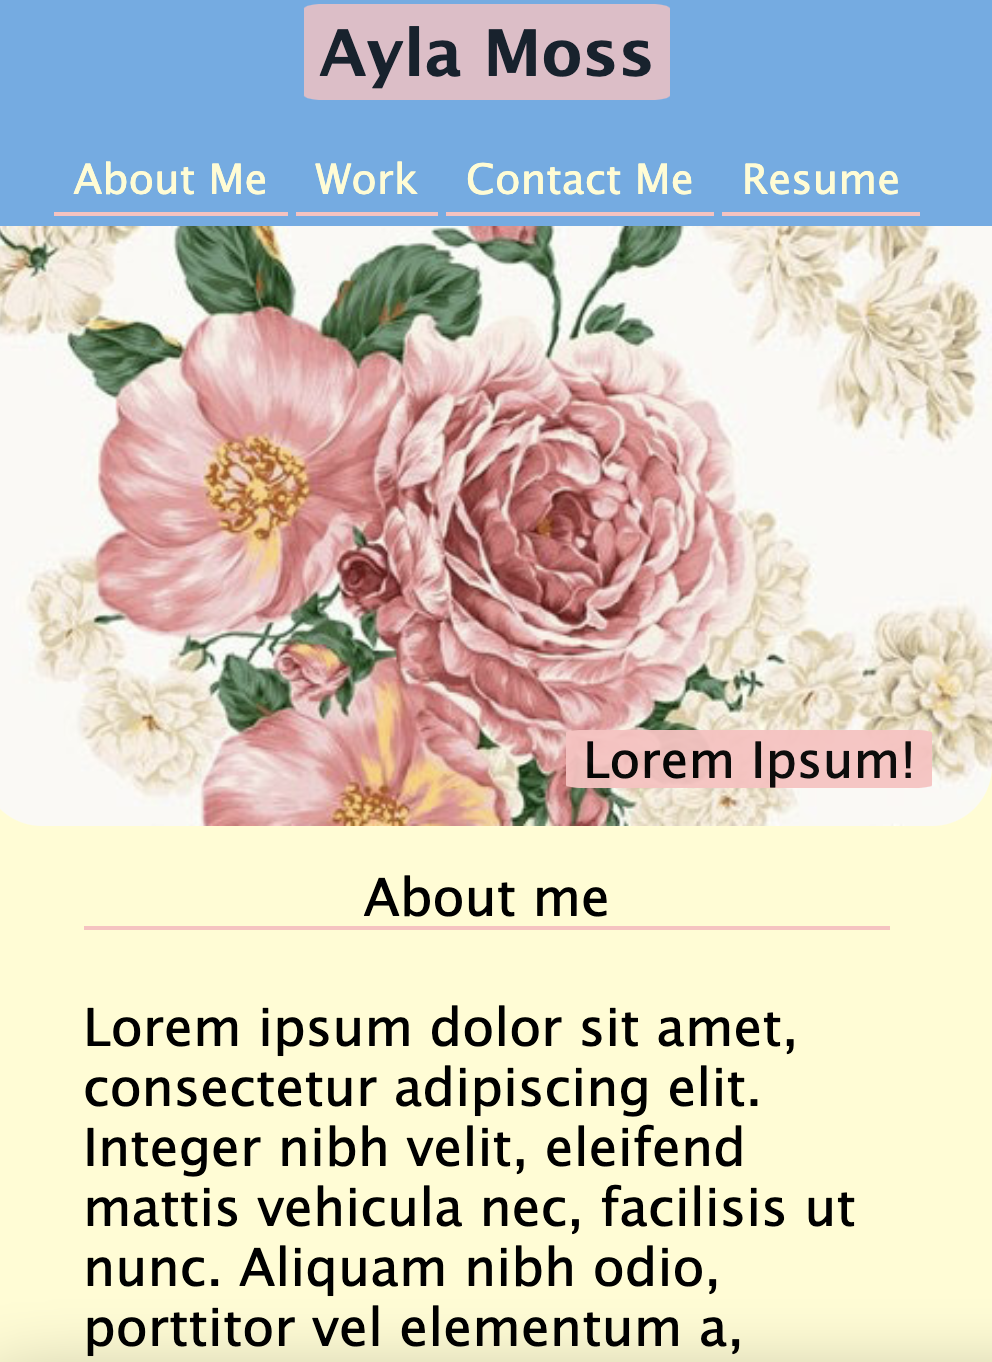 Ayla Moss
About Me Work Contact Me Resume
Lorem Ipsum!
About me
Lorem ipsum dolor sit amet,
consectetur adipiscing elit.
Integer nibh velit, eleifend
mattis vehicula nec, facilisis ut
nunc. Aliquam nibh odio,
porttitor vel elementum a,